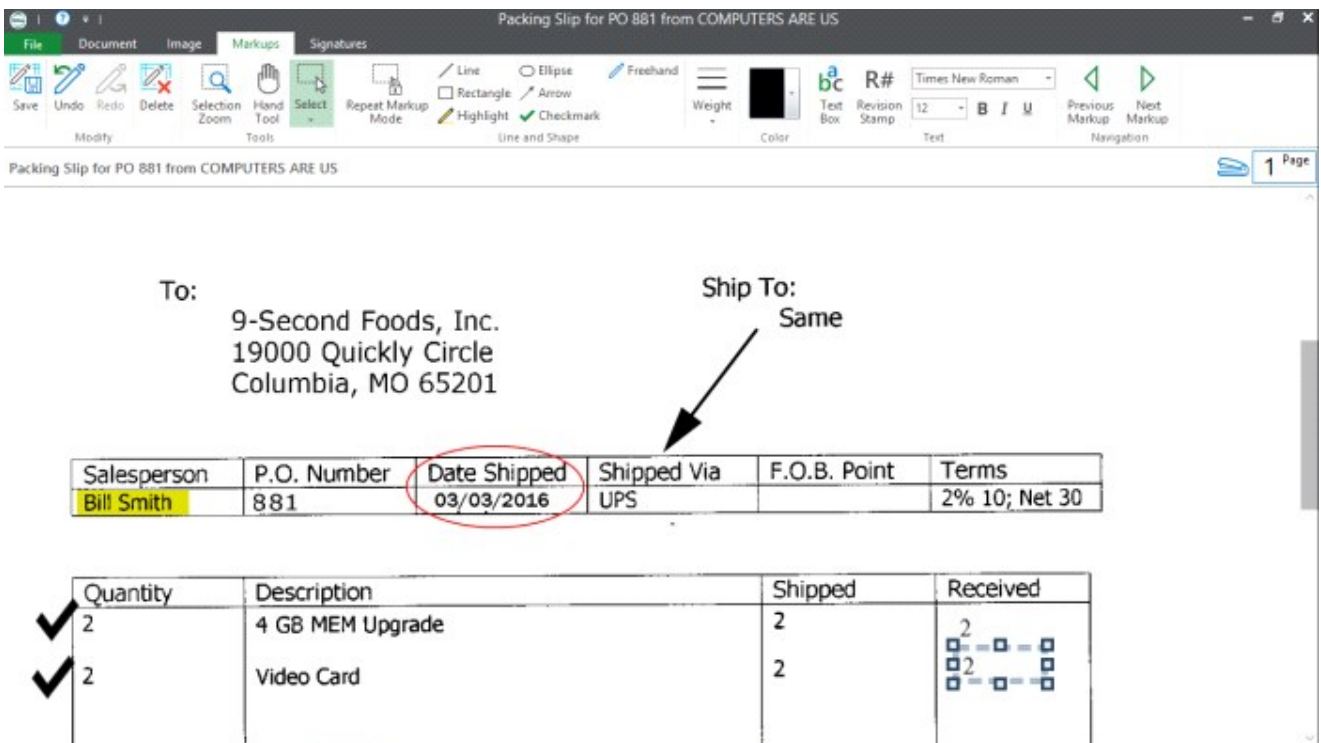 Packing Slip for PO 881 from COMPUTERS ARE US
File Document Image Markups Signatures
Line Ellipse Freehand
Rectangle Arrow
Highlight Checkmark
Save Undo Redo Delete Selection Zoom Hand Tool Select Repeat Markup Mode Weight abc Text Box R# Revision Stamp Times New Roman 12 B I U Previous Markup Next Markup
Modify Tools Line and Shape Color Text Navigation
Packing Slip for PO 881 from COMPUTERS ARE US 1 Page
To: Ship To:
9-Second Foods, Inc. Same
19000 Quickly Circle
Columbia, MO 65201
Salesperson P.O. Number Date Shipped Shipped Via F.O.B. Point Terms
Bill Smith 881 03/03/2016 UPS 2% 10; Net 30
Quantity Description Shipped Received
2 4 GB MEM Upgrade 2 2
2 Video Card 2 2